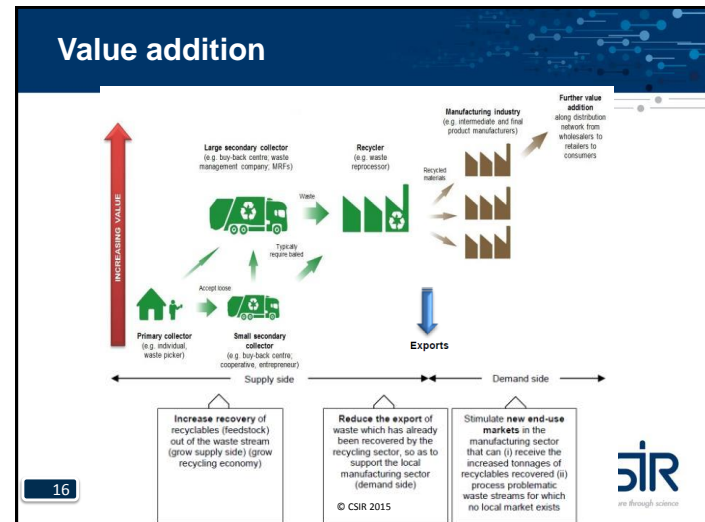 Value addition
Further value
addition
along distribution
network from
wholesalers to
retailers to
consumers
Manufacturing industry
(e.g. intermediate and final
product manufacturers)
Large secondary collector
(e.g. buy-back centre, waste
management company, MRFs)
Recycler
(e.g. waste
reprocessor)
Recycled
materials
Waste
INCREASING VALUE
Typically
require baled
Accept loose
Primary collector
(e.g. individual,
waste picker)
Small secondary
collector
(e.g. buy-back centre;
cooperative, entrepreneur)
Exports
Supply side
Demand side
Increase recovery of
recyclables (feedstock)
out of the waste stream
(grow supply side) (grow
recycling economy)
Reduce the export of
waste which has already
been recovered by the
recycling sector, so as to
support the local
manufacturing sector
(demand side)
Stimulate new end-use
markets in the
manufacturing sector
that can (i) receive the
increased tonnages of
recyclables recovered (ii)
process problematic
waste streams for which
no local market exists
16
© CSIR 2015
SIR
through science